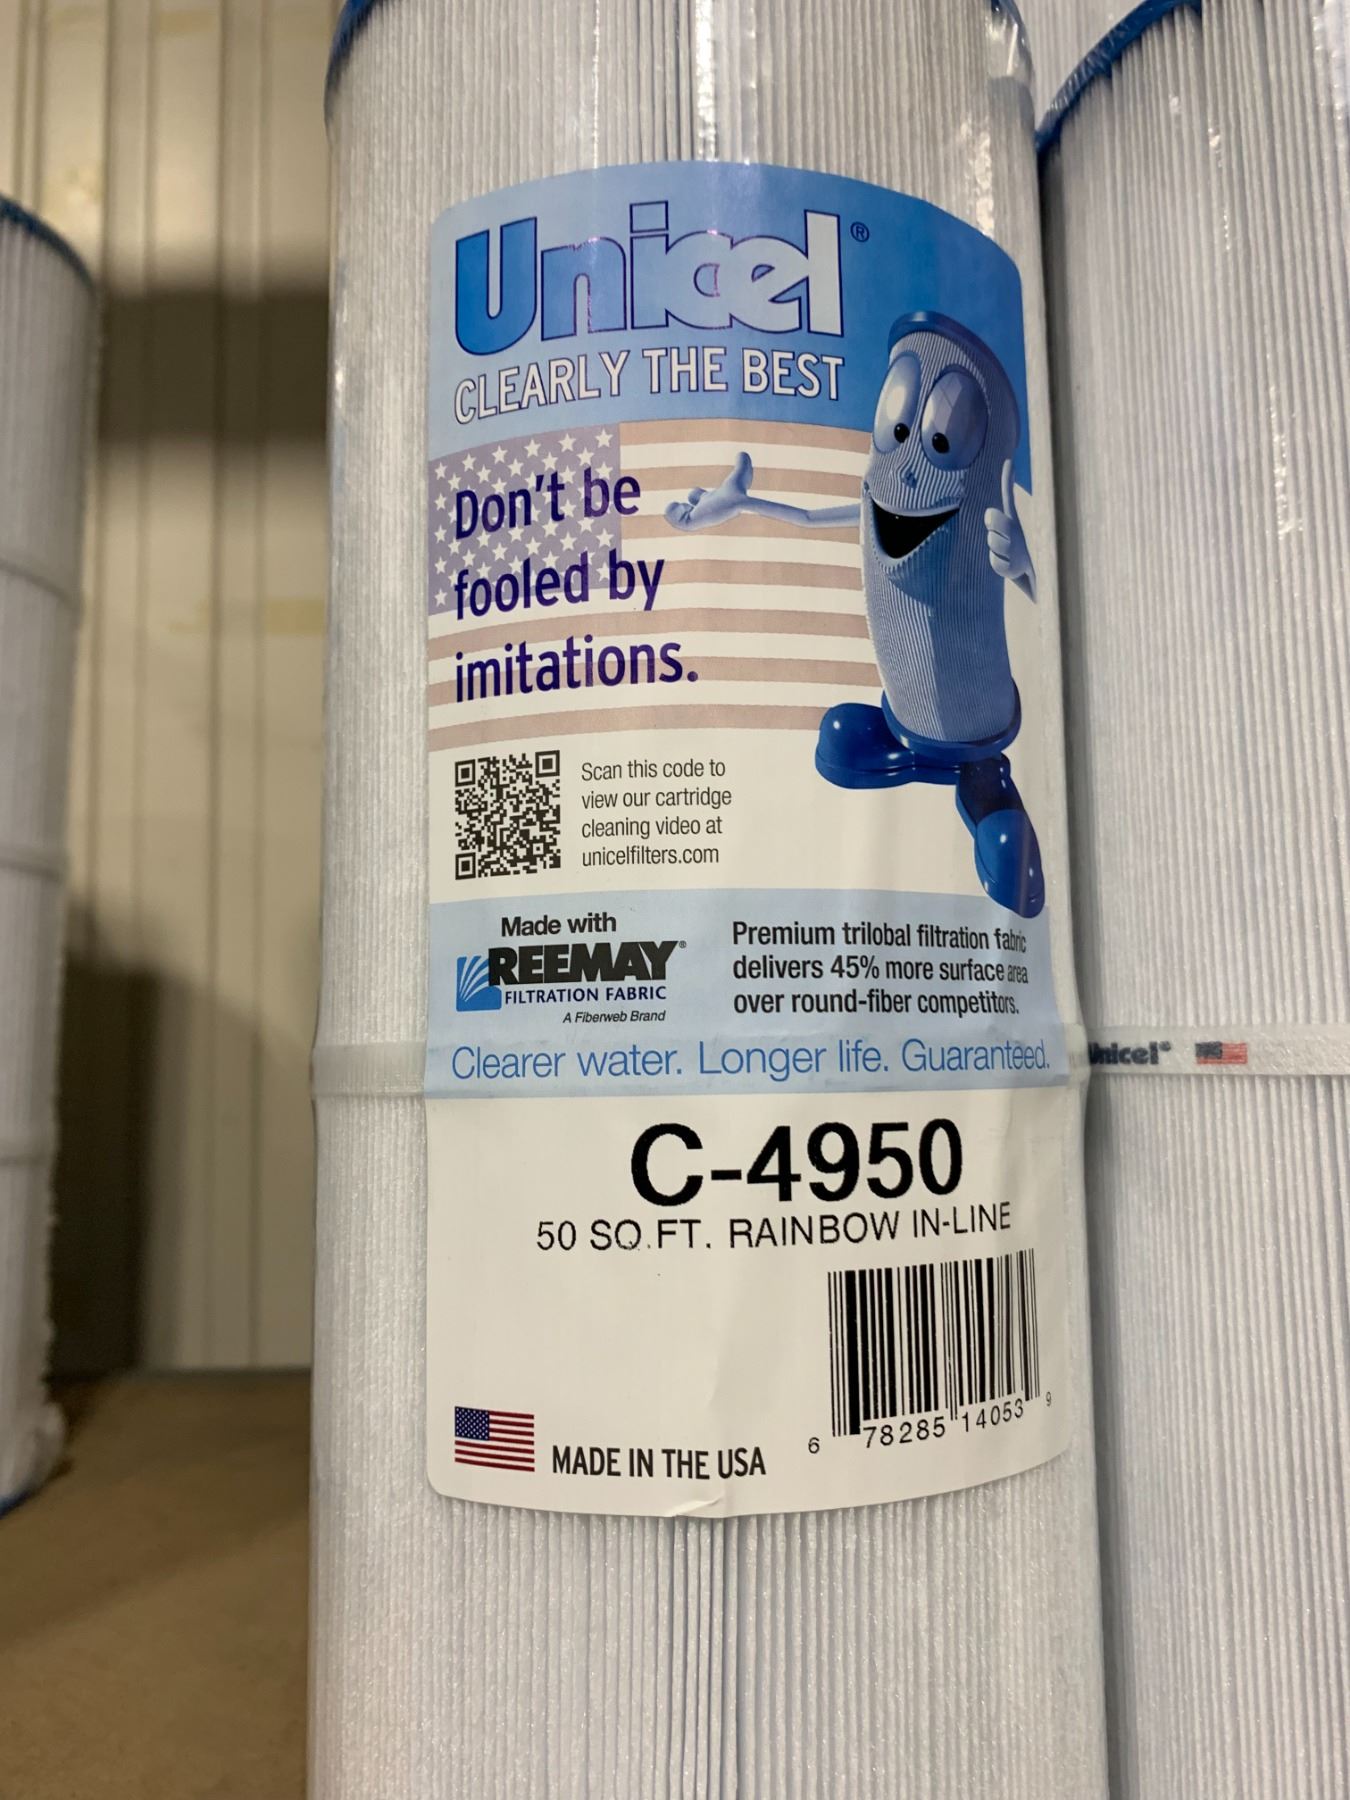 Unicel®
CLEARLY THE BEST
Don't be
fooled by
imitations.
Scan this code to
view our cartridge
cleaning video at
unicelfilters.com
Made with
REEMAY®
FILTRATION FABRIC
A Fiberweb Brand
Premium trilobal filtration fabric
delivers 45% more surface area
over round-fiber competitors.
Clearer water. Longer life. Guaranteed.
Unicel®
C-4950
50 SQ.FT. RAINBOW IN-LINE
6 78285 14053 9
MADE IN THE USA